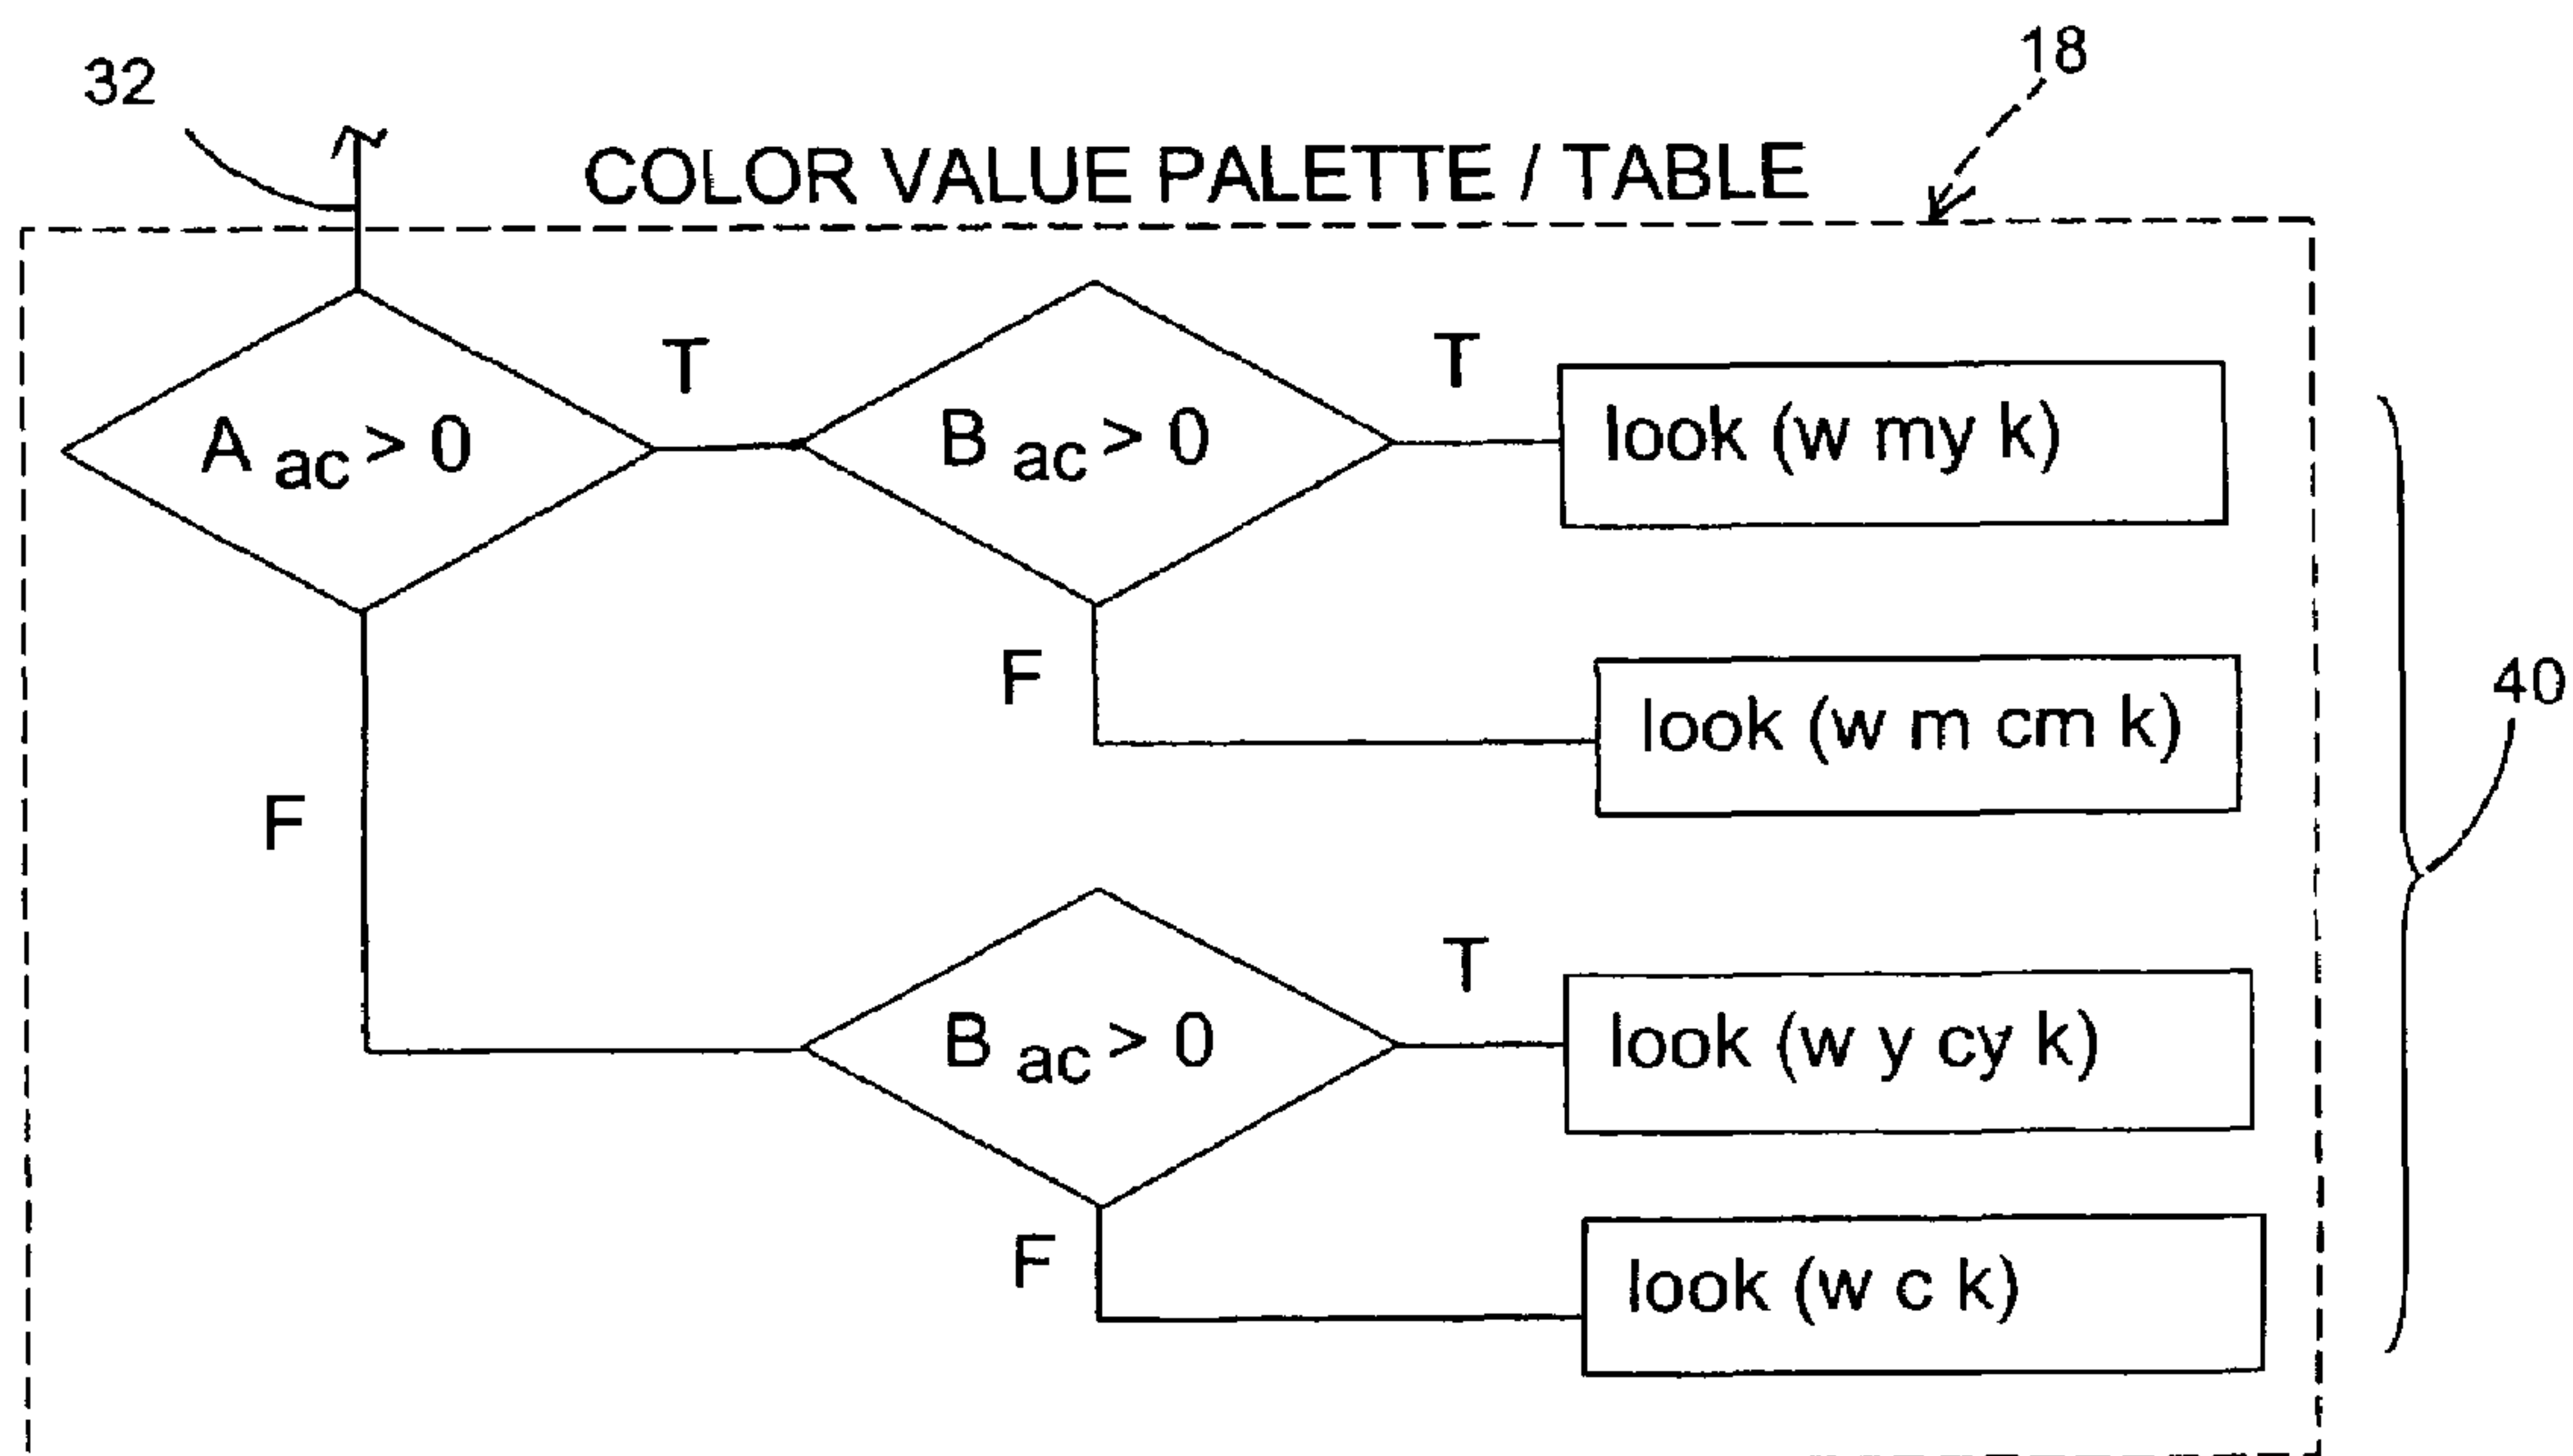 32
18
COLOR VALUE PALETTE / TABLE
A ac > 0
T
B ac > 0
T
look (w my k)
F
look (w m cm k)
40
F
B ac > 0
T
look (w y cy k)
F
look (w c k)